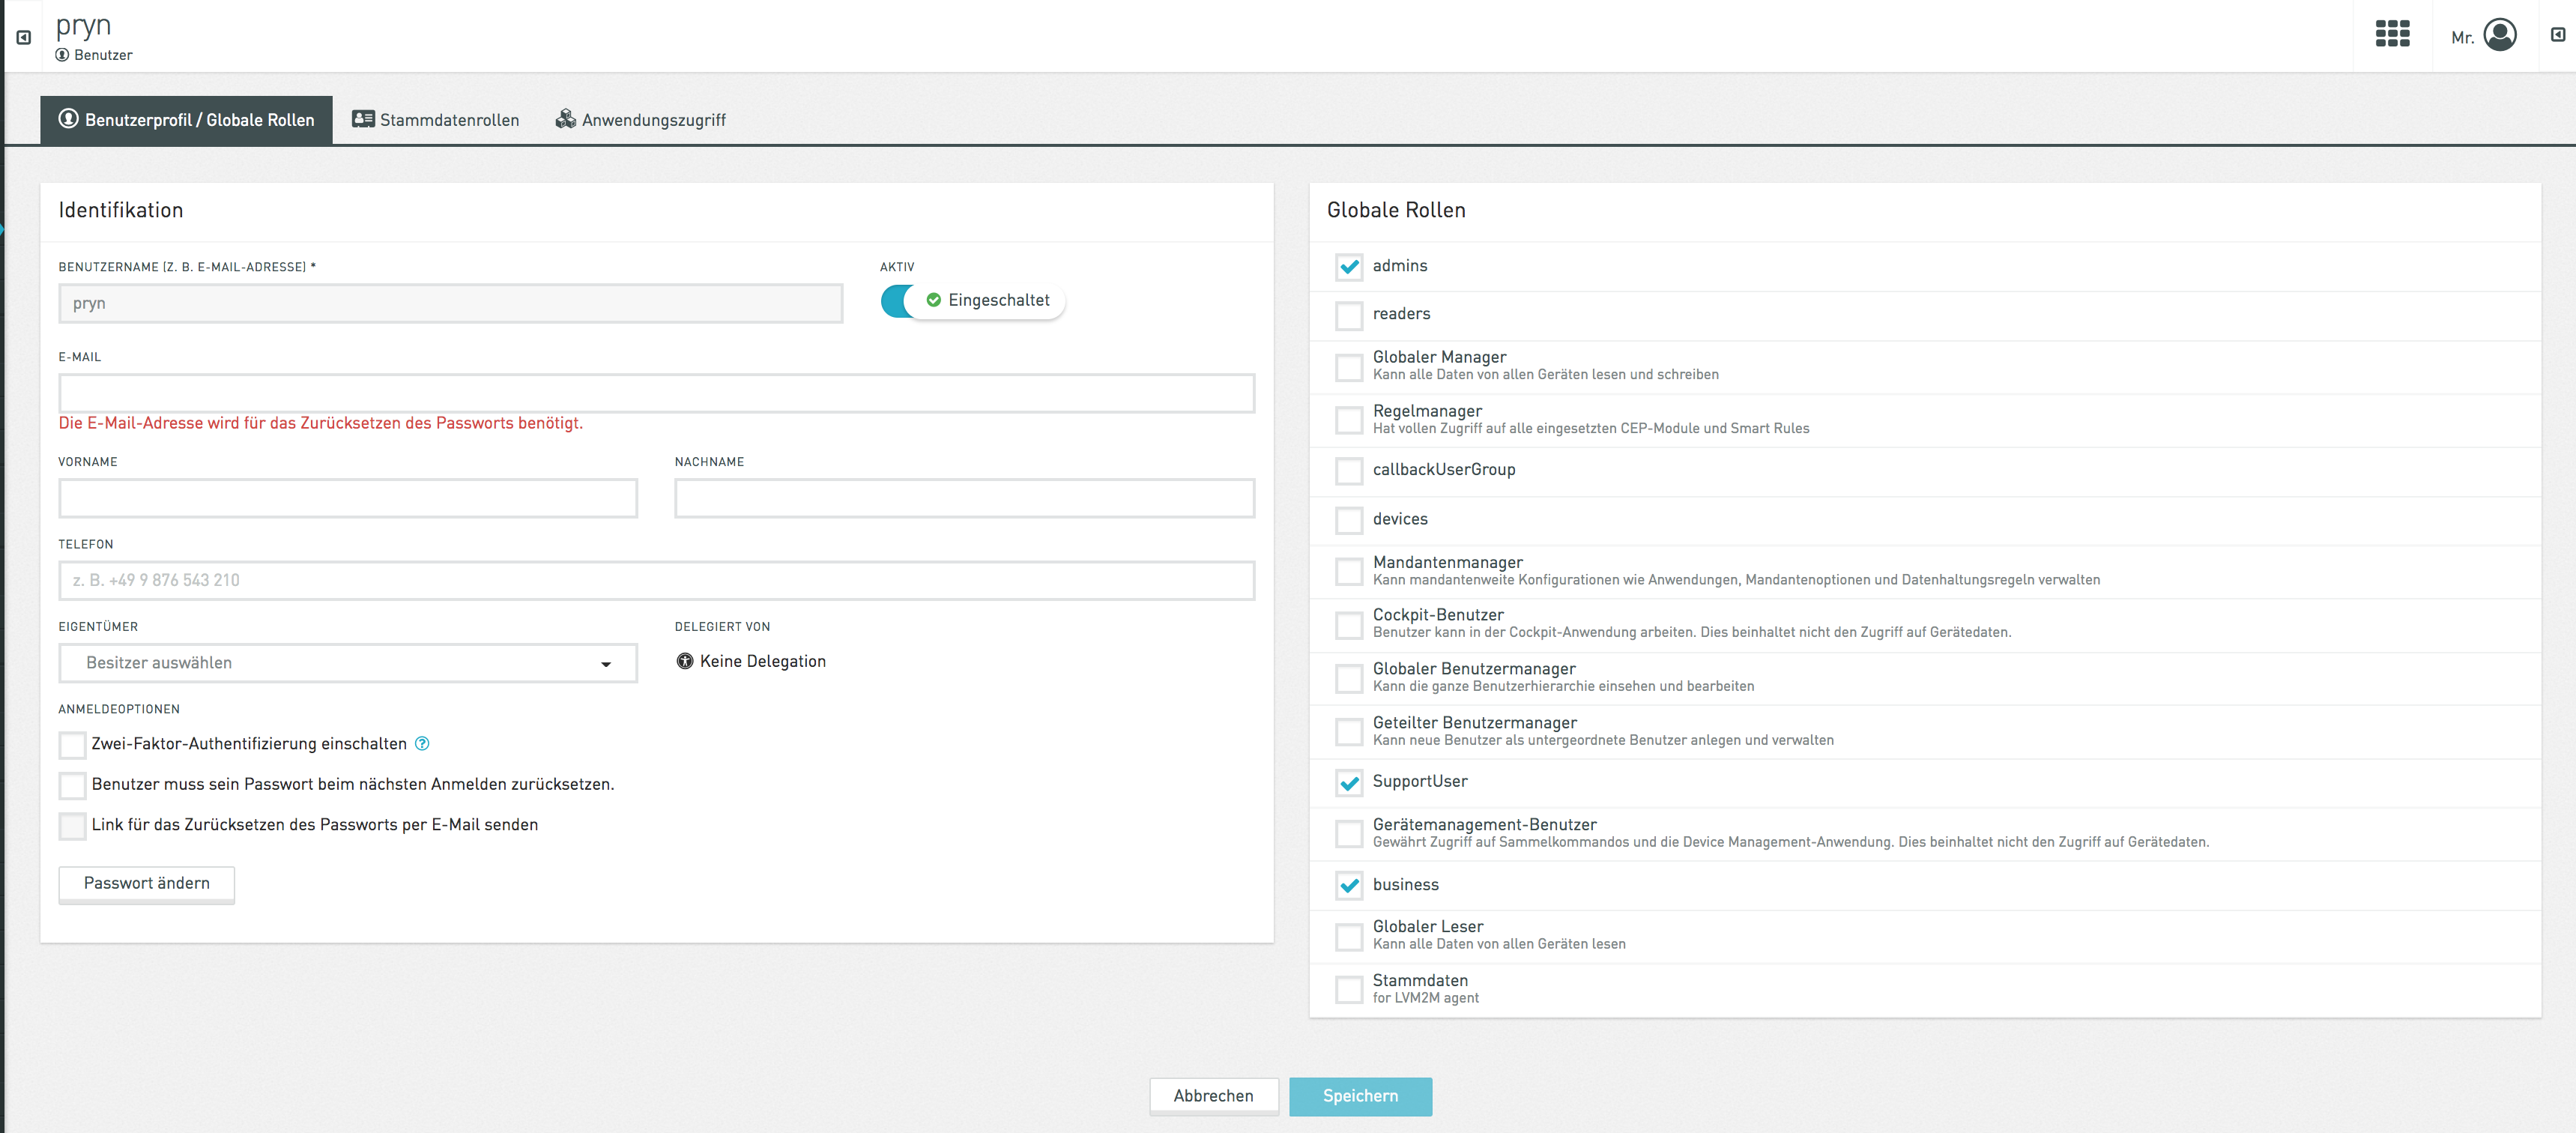 pryn
Benutzer
Mr.
Benutzerprofil / Globale Rollen
Stammdatenrollen
Anwendungszugriff
Identifikation
BENUTZERNAME (Z. B. E-MAIL-ADRESSE) *
pryn
AKTIV
Eingeschaltet
E-MAIL
Die E-Mail-Adresse wird für das Zurücksetzen des Passworts benötigt.
VORNAME
NACHNAME
TELEFON
z. B. +49 9 876 543 210
EIGENTÜMER
Besitzer auswählen
DELEGIERT VON
Keine Delegation
ANMELDEOPTIONEN
Zwei-Faktor-Authentifizierung einschalten
Benutzer muss sein Passwort beim nächsten Anmelden zurücksetzen.
Link für das Zurücksetzen des Passworts per E-Mail senden
Passwort ändern
Globale Rollen
admins
readers
Globaler Manager
Kann alle Daten von allen Geräten lesen und schreiben
Regelmanager
Hat vollen Zugriff auf alle eingesetzten CEP-Module und Smart Rules
callbackUserGroup
devices
Mandantenmanager
Kann mandantenweite Konfigurationen wie Anwendungen, Mandantenoptionen und Datenhaltungsregeln verwalten
Cockpit-Benutzer
Benutzer kann in der Cockpit-Anwendung arbeiten. Dies beinhaltet nicht den Zugriff auf Gerätedaten.
Globaler Benutzermanager
Kann die ganze Benutzerhierarchie einsehen und bearbeiten
Geteilter Benutzermanager
Kann neue Benutzer als untergeordnete Benutzer anlegen und verwalten
SupportUser
Gerätemanagement-Benutzer
Gewährt Zugriff auf Sammelkommandos und die Device Management-Anwendung. Dies beinhaltet nicht den Zugriff auf Gerätedaten.
business
Globaler Leser
Kann alle Daten von allen Geräten lesen
Stammdaten
for LVM2M agent
Abbrechen
Speichern